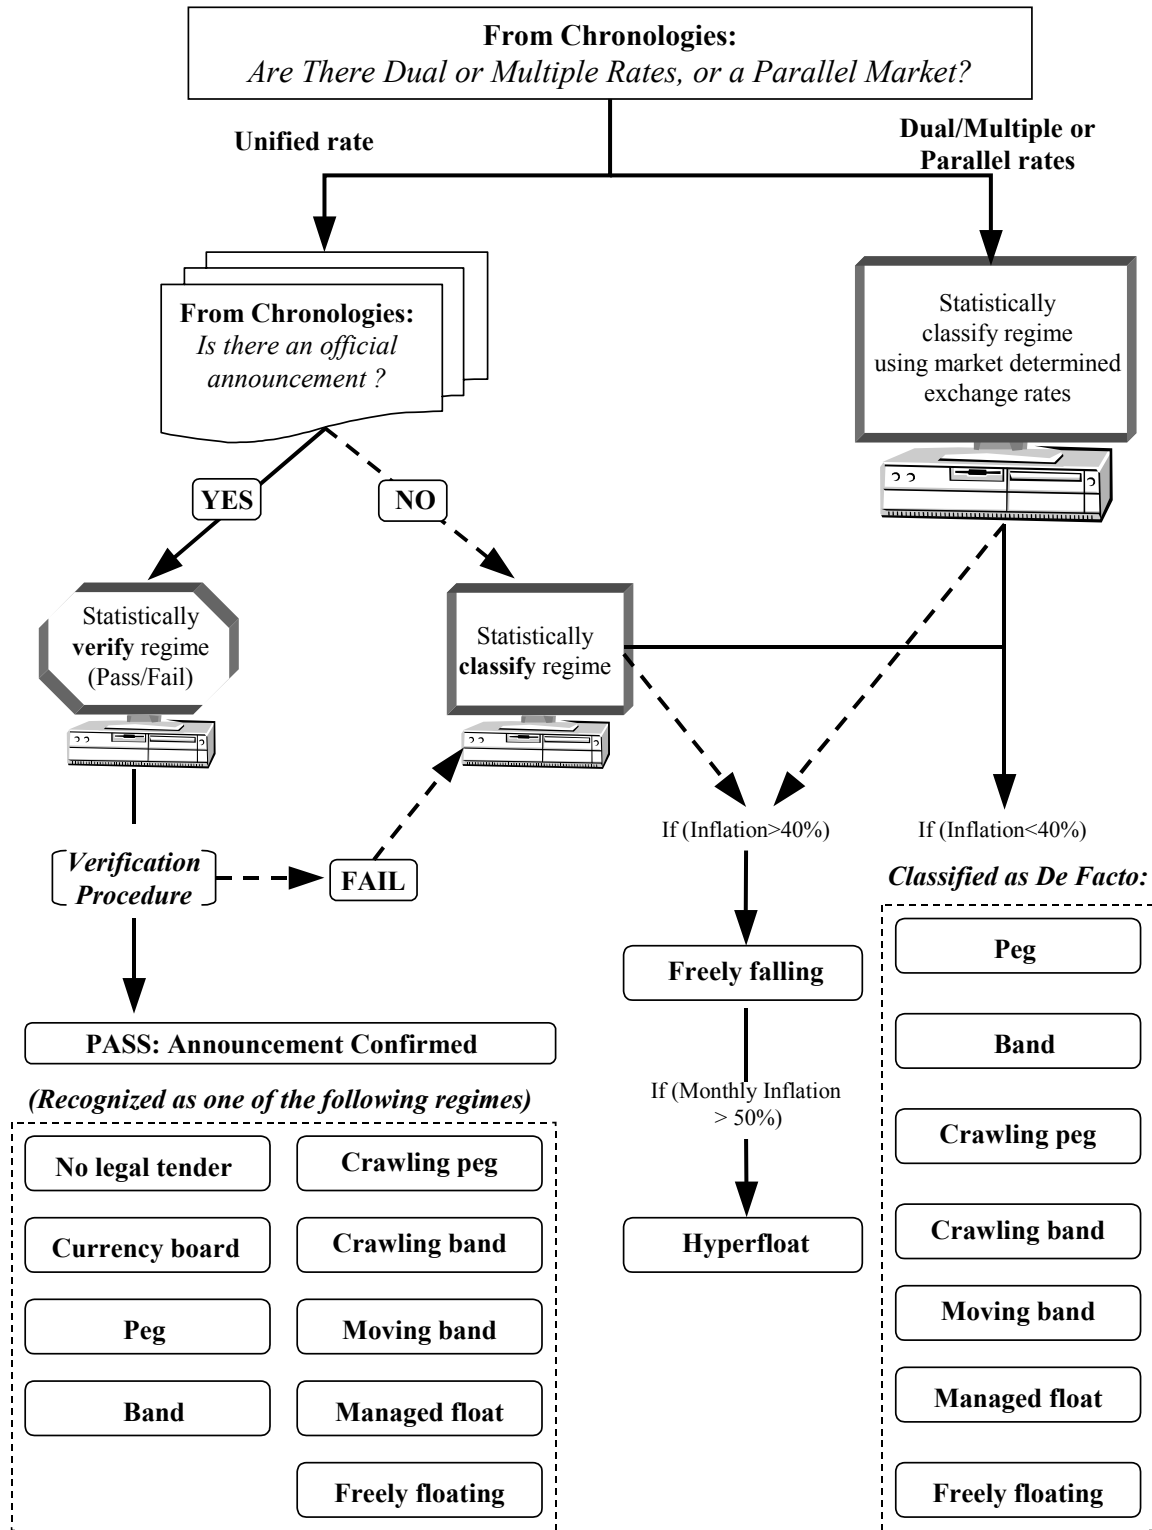 From Chronologies:
Are There Dual or Multiple Rates, or a Parallel Market?
Unified rate
Dual/Multiple or
Parallel rates
From Chronologies:
Is there an official
announcement ?
Statistically
classify regime
using market determined
exchange rates
YES
NO
Statistically
verify regime
(Pass/Fail)
Statistically
classify regime
If (Inflation>40%)
If (Inflation<40%)
Verification
Procedure
FAIL
Classified as De Facto:
Peg
Freely falling
Band
PASS: Announcement Confirmed
If (Monthly Inflation
> 50%)
(Recognized as one of the following regimes)
No legal tender
Crawling peg
Crawling peg
Currency board
Crawling band
Hyperfloat
Crawling band
Peg
Moving band
Moving band
Band
Managed float
Managed float
Freely floating
Freely floating